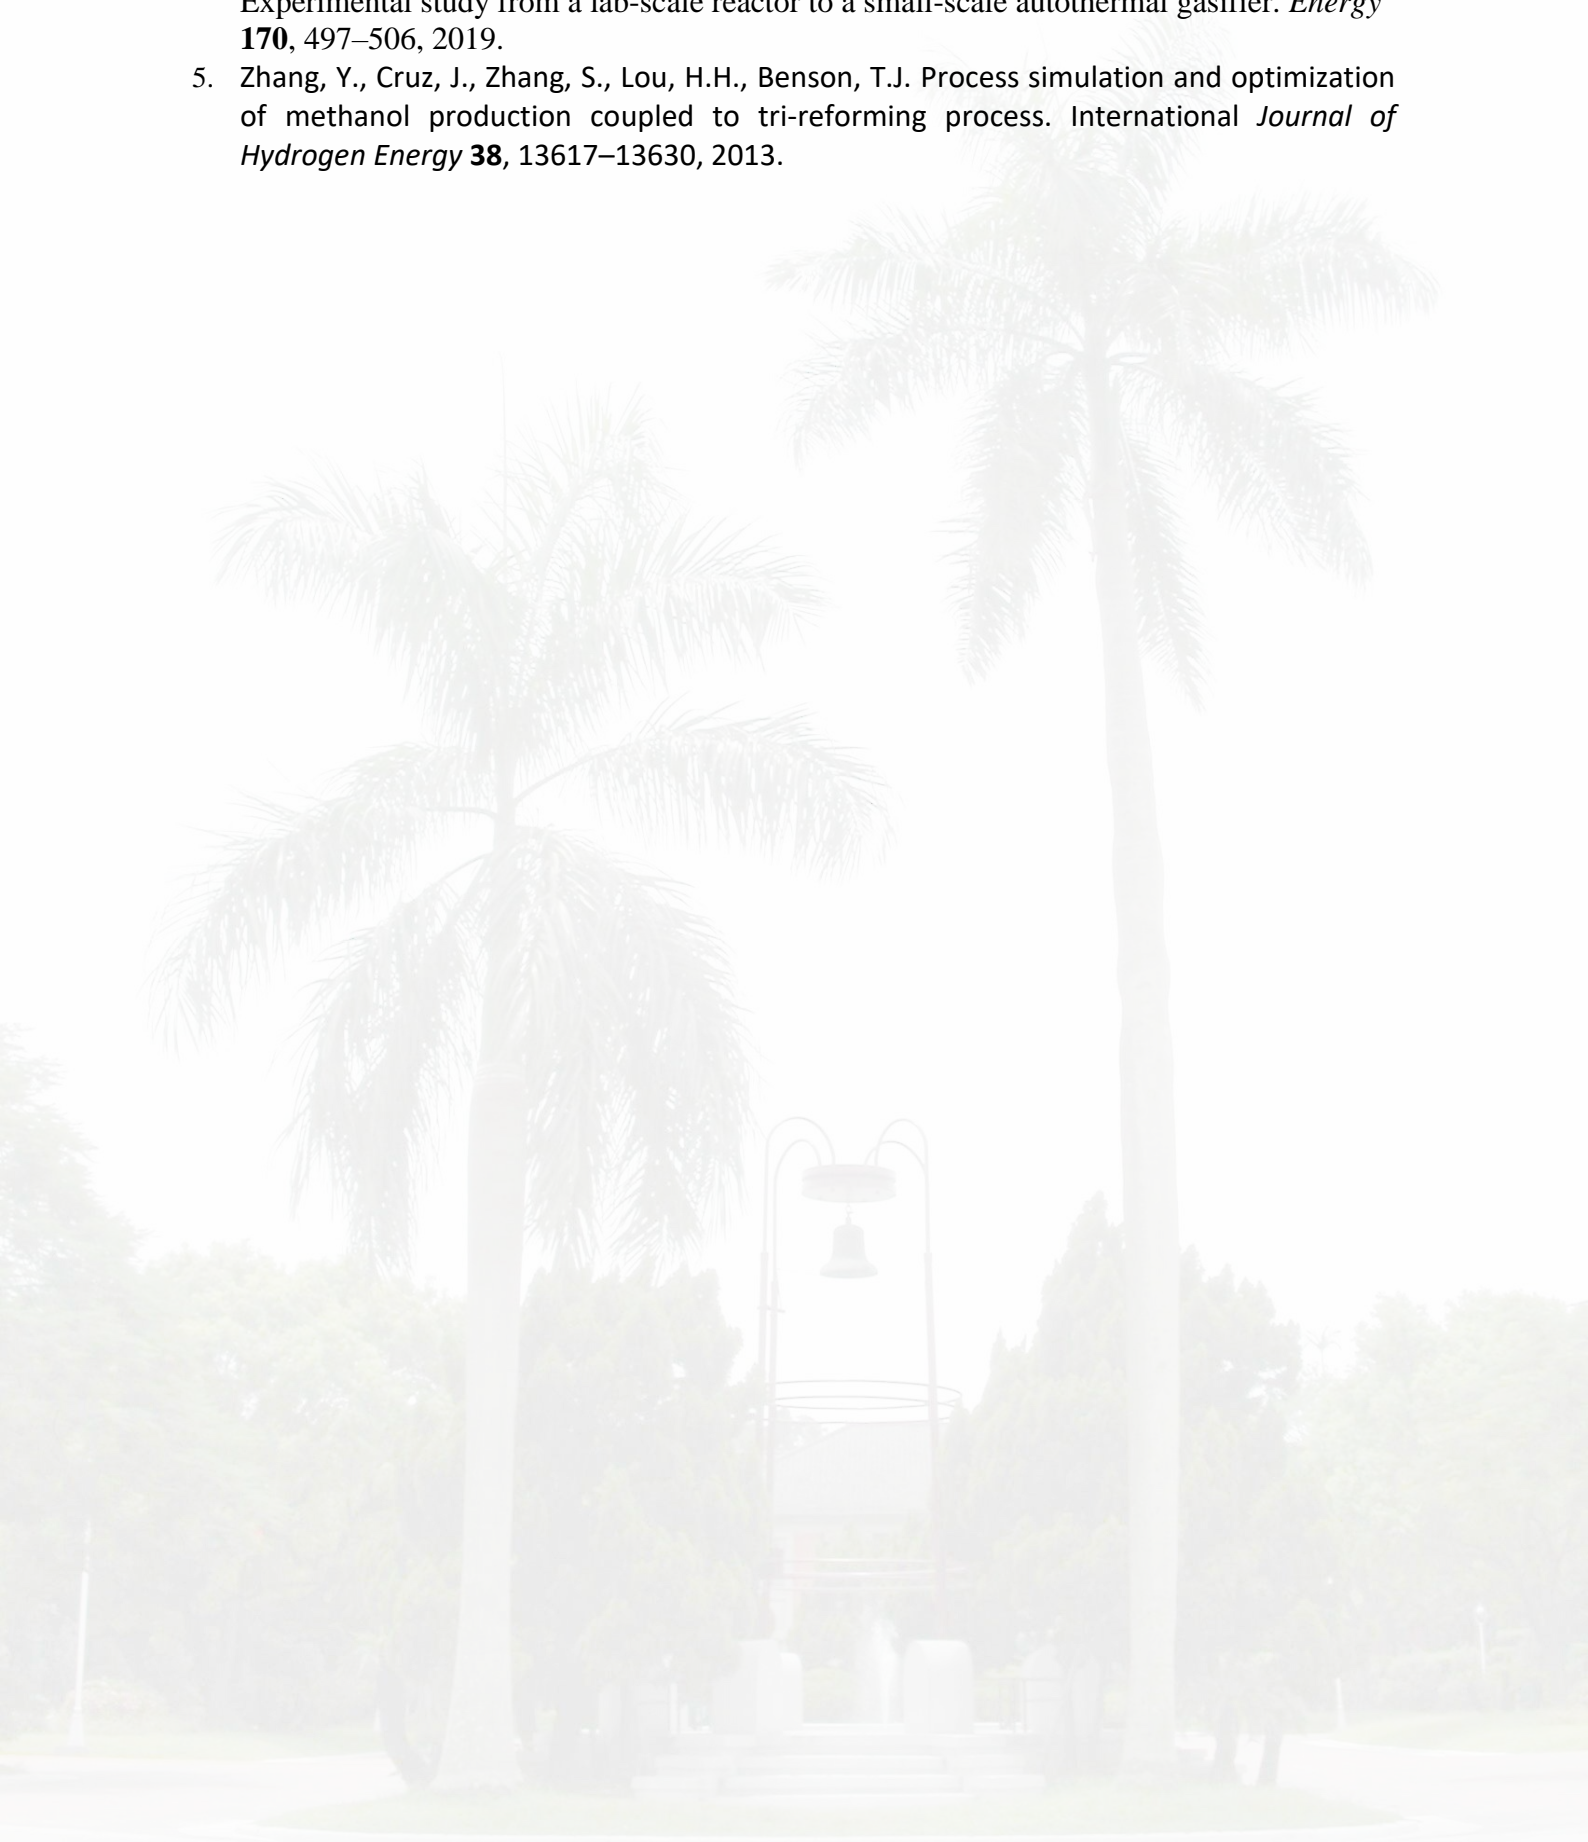 Experimental study from a lab-scale reactor to a small-scale autothermal gasifier. Energy
170, 497–506, 2019.
5. Zhang, Y., Cruz, J., Zhang, S., Lou, H.H., Benson, T.J. Process simulation and optimization
of methanol production coupled to tri-reforming process. International Journal of
Hydrogen Energy 38, 13617–13630, 2013.